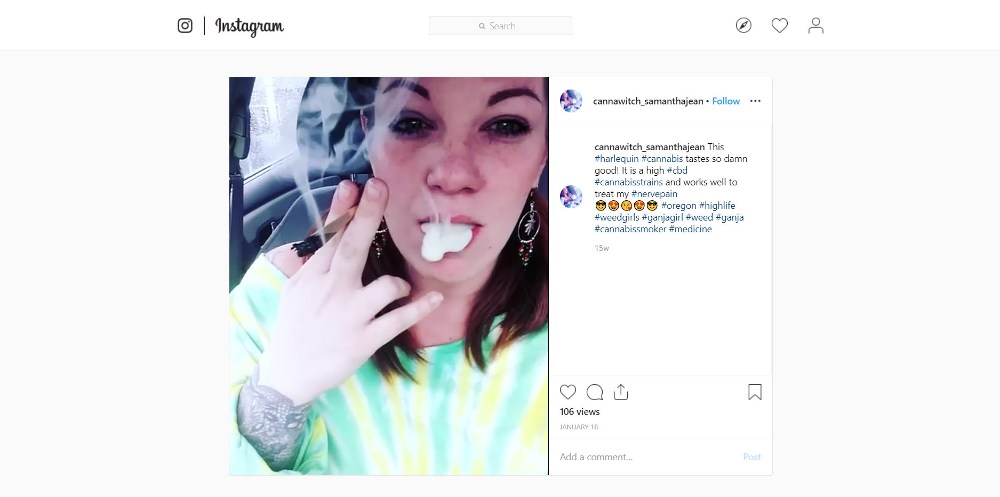 Instagram
Search
cannawitch_samanthajean • Follow
cannawitch_samanthajean This
#harlequin #cannabis tastes so damn
good! It is a high #cbd
#cannabisstrains and works well to
treat my #nervepain
😎😍😘😍😎 #oregon #highlife
#weedgirls #ganjagirl #weed #ganja
#cannabissmoker #medicine
15w
106 views
JANUARY 18
Add a comment...
Post